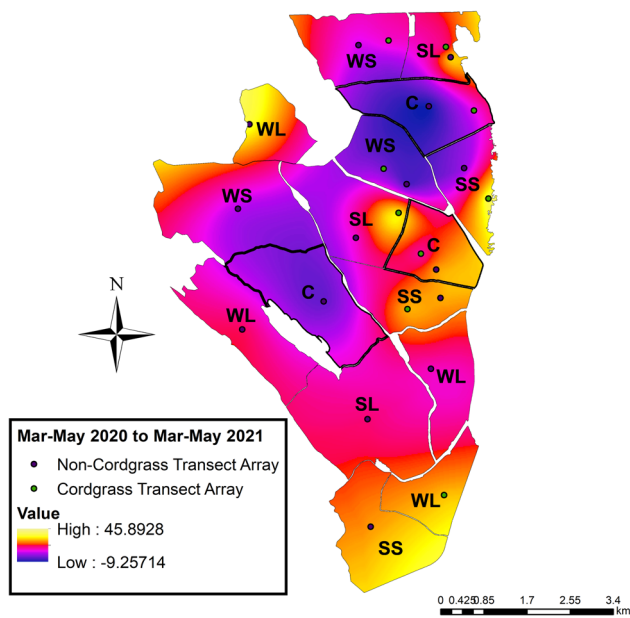 SL
WS
C
WL
WS
SS
WS
SL
C
C
SS
WL
WL
SL
WL
SS
N
Mar-May 2020 to Mar-May 2021
Non-Cordgrass Transect Array
Cordgrass Transect Array
Value
High : 45.8928
Low : -9.25714
0 0.425 0.85 1.7 2.55 3.4
km